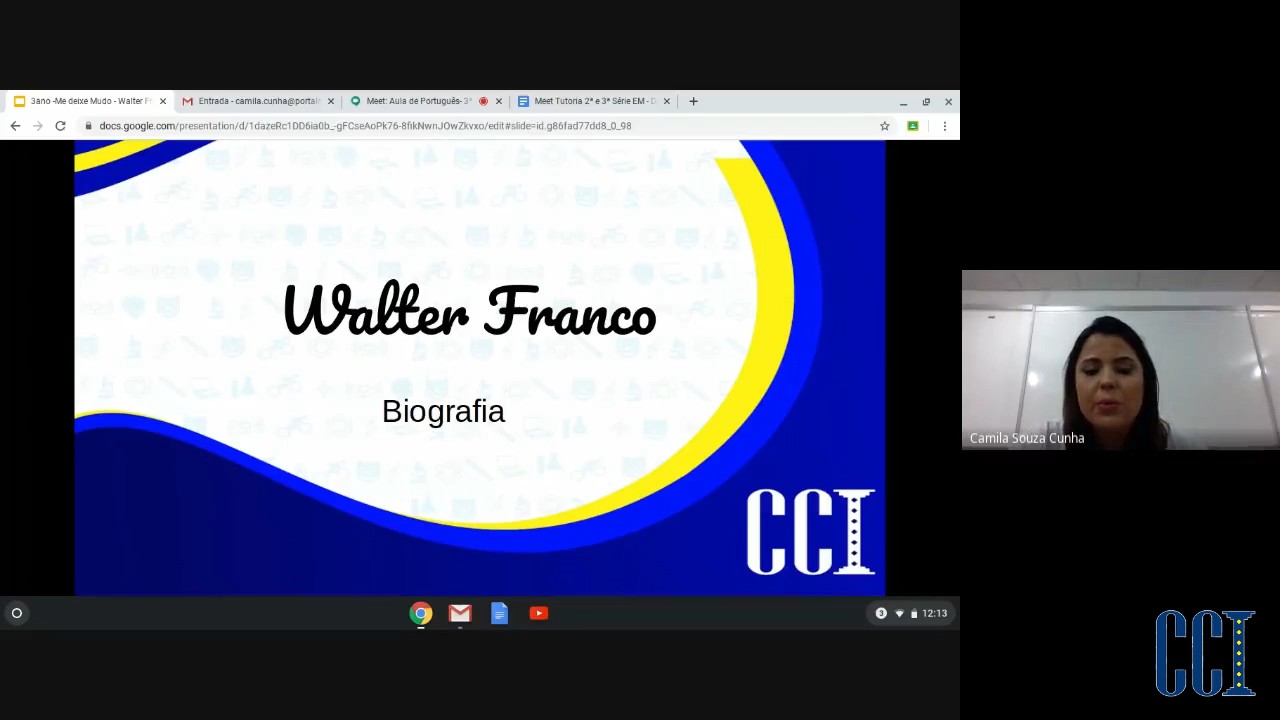 3ano -Me deixe Mudo - Walter Fr
Entrada - camila.cunha@portal
Meet: Aula de Português- 3ª
Meet Tutoria 2ª e 3ª Série EM - D
docs.google.com/presentation/d/1dazeRc1DD6ia0b_-gFCseAoPk76-8fikNwnJOwZkvxo/edit#slide=id.g86fad77dd8_0_98
Walter Franco
Biografia
CCI
Camila Souza Cunha
3
12:13
CCI